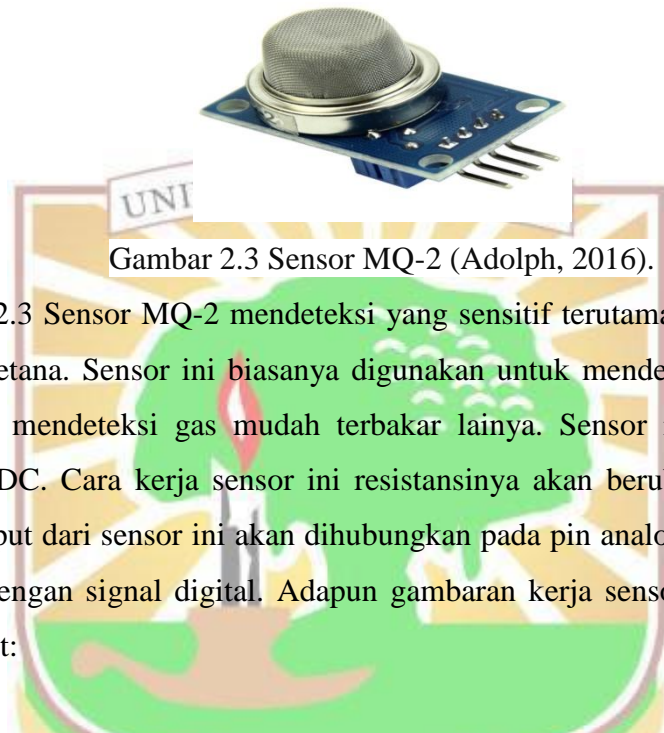 UNI
Gambar 2.3 Sensor MQ-2 (Adolph, 2016).
2.3 Sensor MQ-2 mendeteksi yang sensitif terutama
etana. Sensor ini biasanya digunakan untuk mende
mendeteksi gas mudah terbakar lainya. Sensor
DC. Cara kerja sensor ini resistansinya akan beru
put dari sensor ini akan dihubungkan pada pin analo
engan signal digital. Adapun gambaran kerja senso
t: